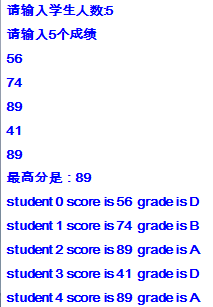 请输入学生人数:5
请输入5个成绩
56
74
89
41
89
最高分是：89
student 0 score is 56 grade is D
student 1 score is 74 grade is B
student 2 score is 89 grade is A
student 3 score is 41 grade is D
student 4 score is 89 grade is A